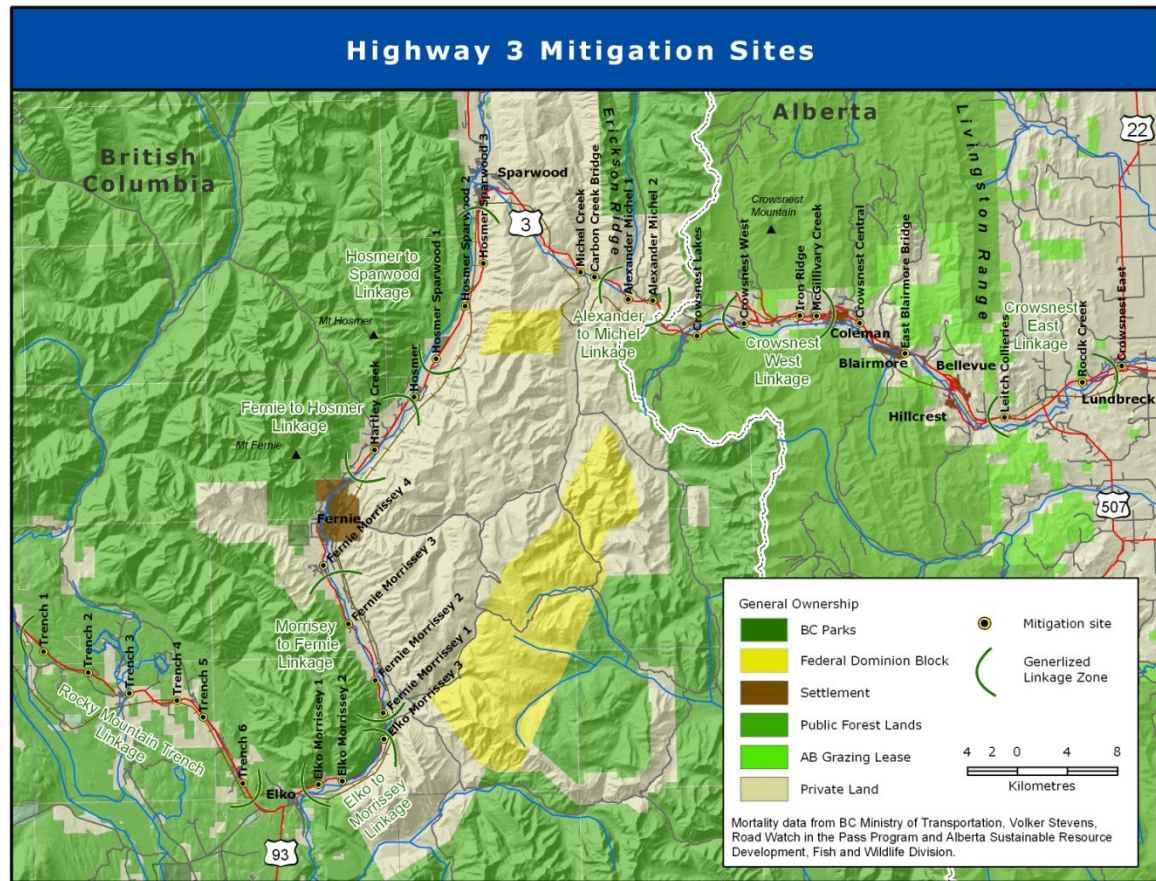 Highway 3 Mitigation Sites
British
Columbia
Alberta
Erickson Ridge
Livingston Range
22
3
Sparwood
Hosmer Sparwood 3
Hosmer Sparwood 2
Hosmer Sparwood 1
Hosmer to
Sparwood
Linkage
Mt Hosmer
Michel Creek
Carbon Creek Bridge
Alexander Michel 1
Alexander Michel 2
Alexander
to Michel
Linkage
Crowsnest
Mountain
Crowsnest Lakes
Crowsnest West
Iron Ridge
McGillivary Creek
Crowsnest Central
East Blairmore Bridge
Crowsnest
West
Linkage
Coleman
Blairmore
Bellevue
Hillcrest
Leitch Collieries
Crowsnest
East
Linkage
Rocdk Creek
Crowsnest East
Lundbreck
507
Hosmer
Hartley Creek
Fernie to Hosmer
Linkage
Mt Fernie
Fernie
Fernie Morrissey 4
Fernie Morrissey 3
Fernie Morrissey 2
Fernie Morrissey 1
Morrisey
to Fernie
Linkage
Elko Morrissey 3
Elko Morrissey 2
Elko Morrissey 1
Elko to
Morrissey
Linkage
Trench 1
Trench 2
Trench 3
Trench 4
Trench 5
Trench 6
Rocky Mountain Trench
Linkage
Elko
93
General Ownership
BC Parks
Federal Dominion Block
Settlement
Public Forest Lands
AB Grazing Lease
Private Land
Mitigation site
Generlized
Linkage Zone
4 2 0 4 8
Kilometres
Mortality data from BC Ministry of Transportation, Volker Stevens,
Road Watch in the Pass Program and Alberta Sustainable Resource
Development, Fish and Wildlife Division.